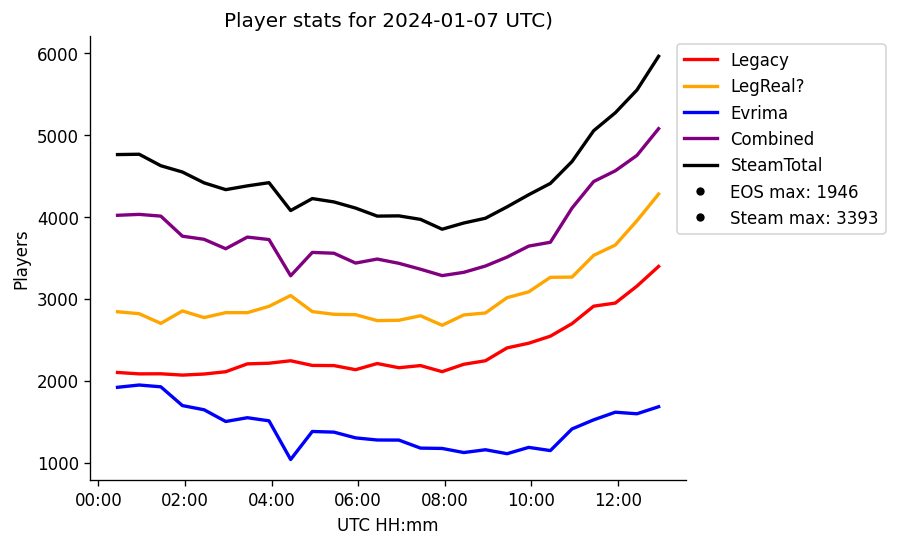 Player stats for 2024-01-07 UTC)
6000
5000
4000
3000
2000
1000
Players
00:00 02:00 04:00 06:00 08:00 10:00 12:00
UTC HH:mm
Legacy
LegReal?
Evrima
Combined
SteamTotal
EOS max: 1946
Steam max: 3393